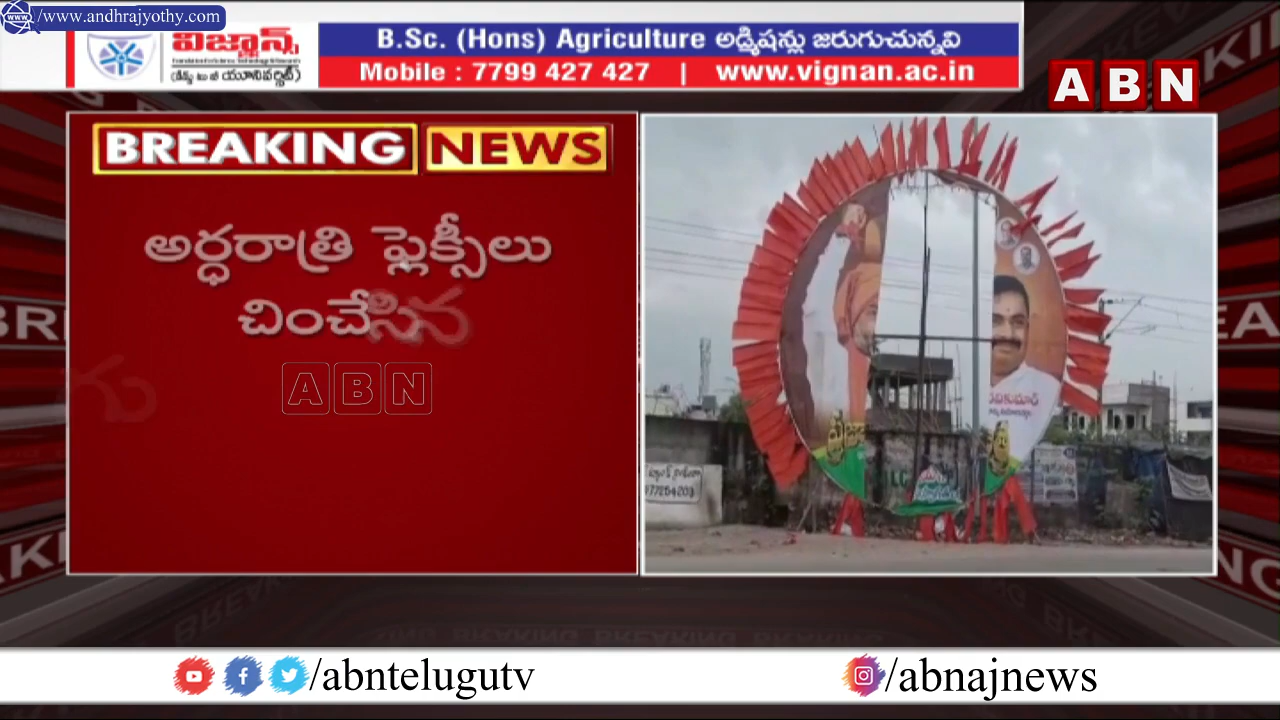 www.andhrajyothy.com
విజ్ఞాన్స్
(డీమ్డ్ టు బి యూనివర్సిటీ)
B.Sc. (Hons) Agriculture అడ్మిషన్లు జరుగుచున్నవి
Mobile : 7799 427 427 | www.vignan.ac.in
ABN
BREAKING NEWS
అర్ధరాత్రి ఫ్లెక్సీలు
చించేసిన
ABN
/abntelugutv
/abnajnews